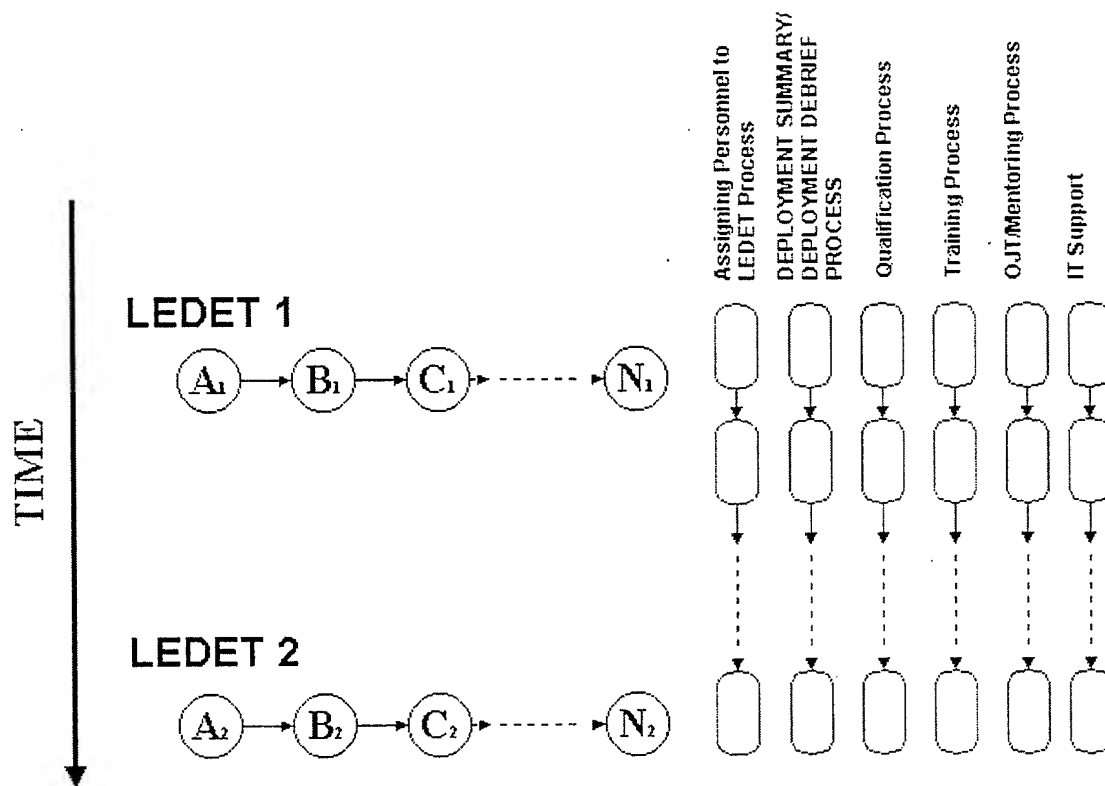 Assigning Personnel to
LEDET Process
DEPLOYMENT SUMMARY/
DEPLOYMENT DEBRIEF
PROCESS
Qualification Process
Training Process
OJT/Mentoring Process
IT Support
TIME
LEDET 1
A₁ B₁ C₁ N₁
LEDET 2
A₂ B₂ C₂ N₂